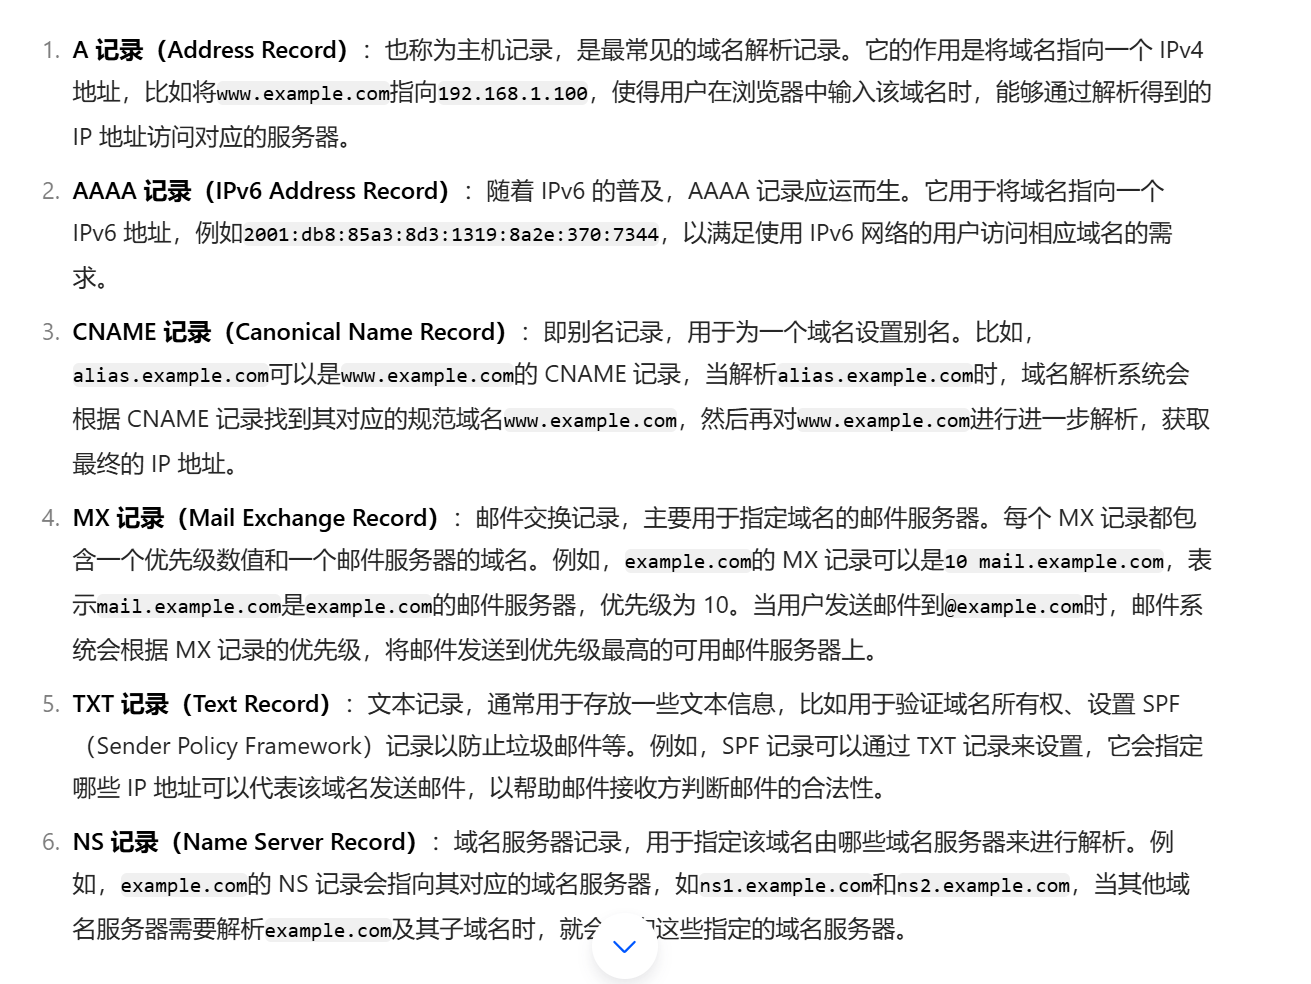 1. A 记录（Address Record）：也称为主机记录，是最常见的域名解析记录。它的作用是将域名指向一个 IPv4
地址，比如将www.example.com指向192.168.1.100，使得用户在浏览器中输入该域名时，能够通过解析得到的
IP 地址访问对应的服务器。
2. AAAA 记录（IPv6 Address Record）：随着 IPv6 的普及，AAAA 记录应运而生。它用于将域名指向一个
IPv6 地址，例如2001:db8:85a3:8d3:1319:8a2e:370:7344，以满足使用 IPv6 网络的用户访问相应域名的需
求。
3. CNAME 记录（Canonical Name Record）：即别名记录，用于为一个域名设置别名。比如，
alias.example.com可以是www.example.com的 CNAME 记录，当解析alias.example.com时，域名解析系统会
根据 CNAME 记录找到其对应的规范域名www.example.com，然后再对www.example.com进行进一步解析，获取
最终的 IP 地址。
4. MX 记录（Mail Exchange Record）：邮件交换记录，主要用于指定域名的邮件服务器。每个 MX 记录都包
含一个优先级数值和一个邮件服务器的域名。例如，example.com的 MX 记录可以是10 mail.example.com，表
示mail.example.com是example.com的邮件服务器，优先级为 10。当用户发送邮件到@example.com时，邮件系
统会根据 MX 记录的优先级，将邮件发送到优先级最高的可用邮件服务器上。
5. TXT 记录（Text Record）：文本记录，通常用于存放一些文本信息，比如用于验证域名所有权、设置 SPF
（Sender Policy Framework）记录以防止垃圾邮件等。例如，SPF 记录可以通过 TXT 记录来设置，它会指定
哪些 IP 地址可以代表该域名发送邮件，以帮助邮件接收方判断邮件的合法性。
6. NS 记录（Name Server Record）：域名服务器记录，用于指定该域名由哪些域名服务器来进行解析。例
如，example.com的 NS 记录会指向其对应的域名服务器，如ns1.example.com和ns2.example.com，当其他域
名服务器需要解析example.com及其子域名时，就会这些指定的域名服务器。